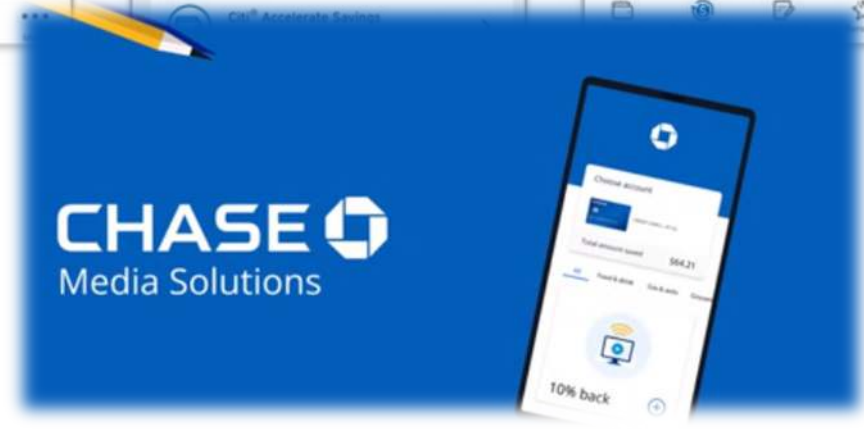 Citi® Accelerate Savings
CHASE
Media Solutions
Choose account
Total amount saved $64.21
All Food & drink Gas & auto
10% back